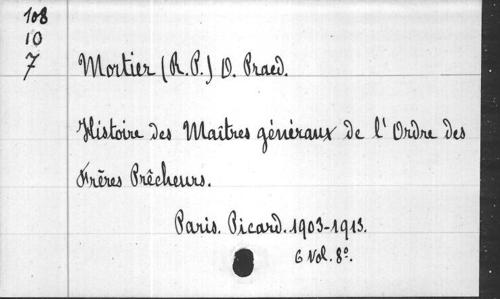 108
10
7
Mortier (R.P.) O. Praed.
Histoire des Maîtres généraux de l'Ordre des
Frères Prêcheurs.
Paris. Picard. 1903-1913.
6 Vol. 8º.